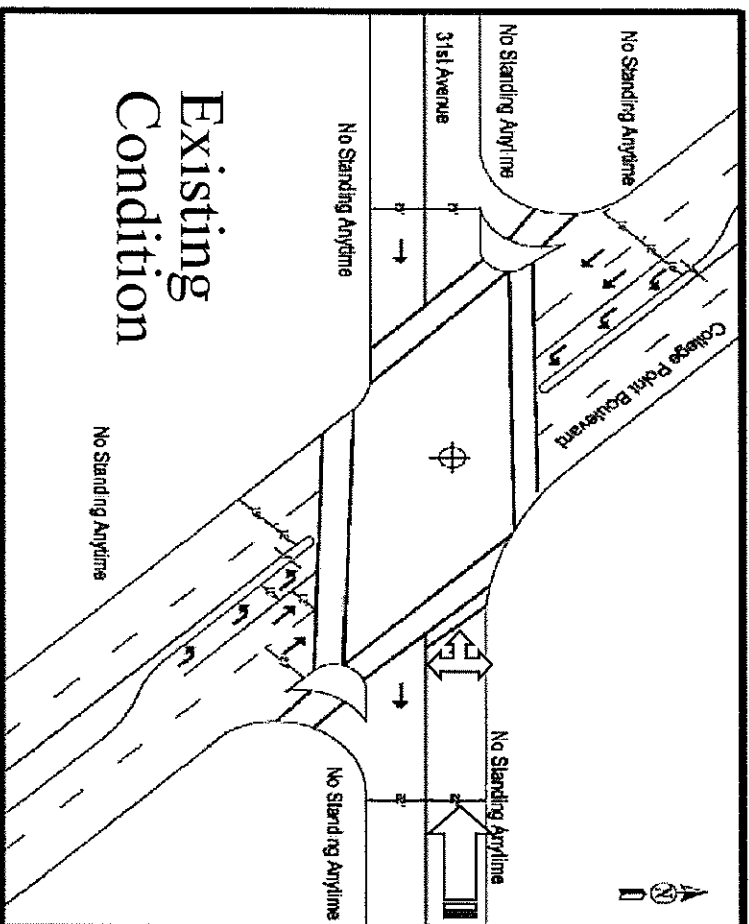 No Standing Anytime
No Standing Anytime
31st Avenue
No Standing Anytime
College Point Boulevard
Existing
Condition
No Standing Anytime
No Standing Anytime
No Standing Anytime
N